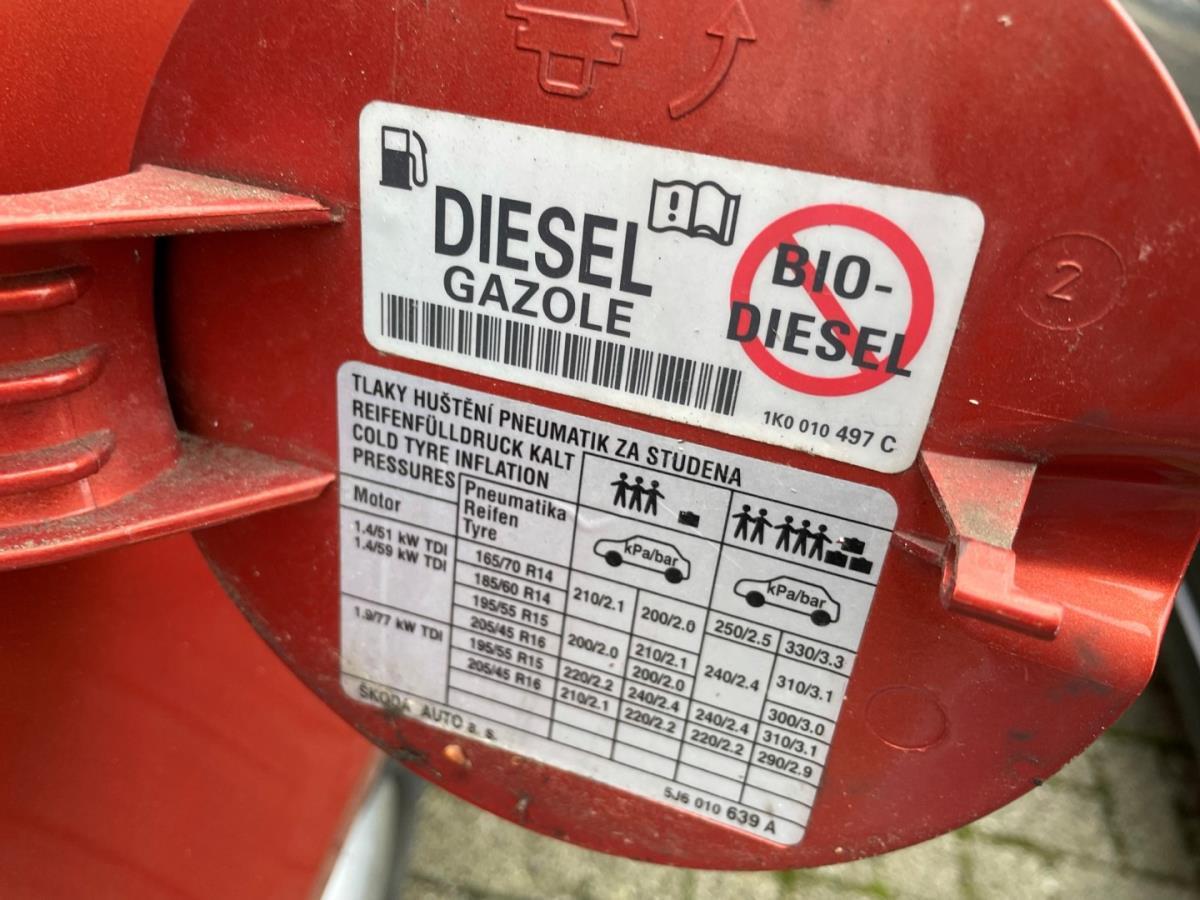 DIESEL
GAZOLE
BIO-
DIESEL
1K0 010 497 C
2
TLAKY HUŠTĚNÍ PNEUMATIK ZA STUDENA
REIFENFÜLLDRUCK KALT
COLD TYRE INFLATION
PRESSURES
Motor
Pneumatika
Reifen
Tyre
kPa/bar
kPa/bar
1.4/51 kW TDI
1.4/59 kW TDI
165/70 R14
185/60 R14
195/55 R15
205/45 R16
210/2.1
200/2.0
250/2.5
330/3.3
200/2.0
210/2.1
200/2.0
240/2.4
310/3.1
300/3.0
1.9/77 kW TDI
195/55 R15
205/45 R16
220/2.2
240/2.4
240/2.4
310/3.1
210/2.1
220/2.2
220/2.2
290/2.9
ŠKODA AUTO a. s.
5J6 010 639 A